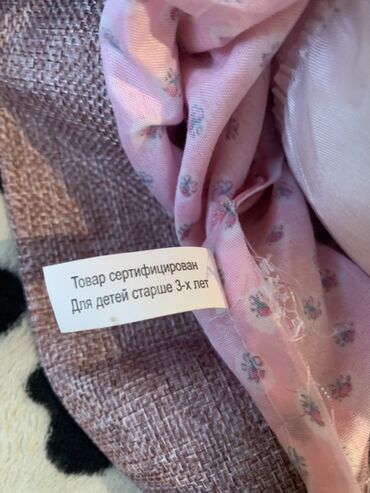 Товар сертифицирован
Для детей старше 3-х лет